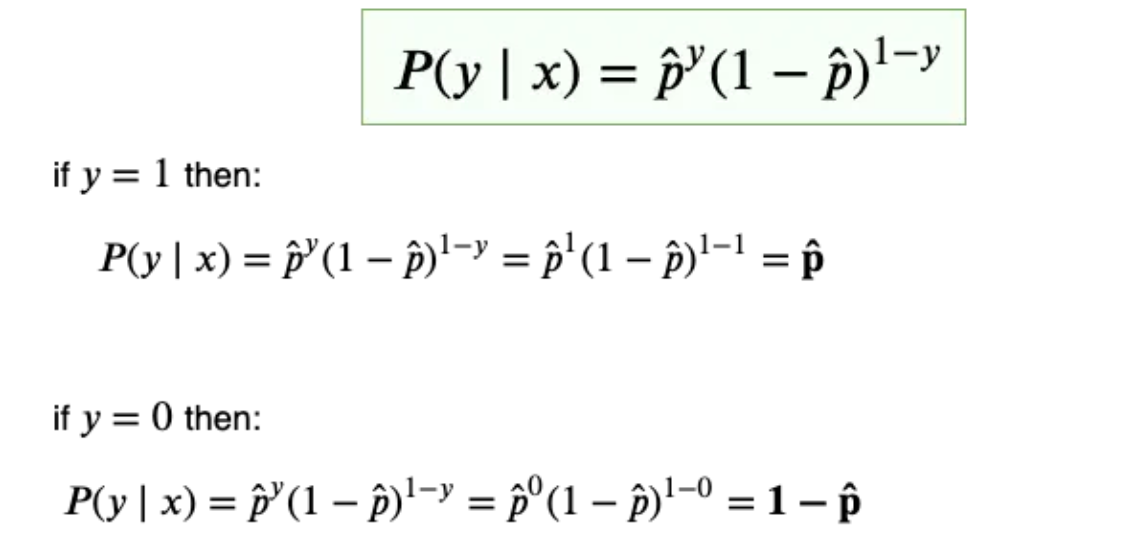 P(y | x) = p̂^y(1 − p̂)^{1−y}
if y = 1 then:
P(y | x) = p̂^y(1 − p̂)^{1−y} = p̂^1(1 − p̂)^{1−1} = p̂
if y = 0 then:
P(y | x) = p̂^y(1 − p̂)^{1−y} = p̂^0(1 − p̂)^{1−0} = 1 − p̂